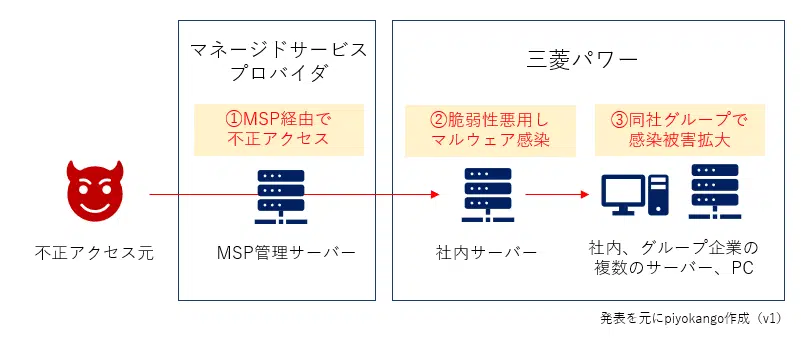 マネージドサービス
プロバイダ
三菱パワー
①MSP経由で
不正アクセス
②脆弱性悪用し
マルウェア感染
③同社グループで
感染被害拡大
不正アクセス元
MSP管理サーバー
社内サーバー
社内、グループ企業の
複数のサーバー、PC
発表を元にpiyokango作成（v1）